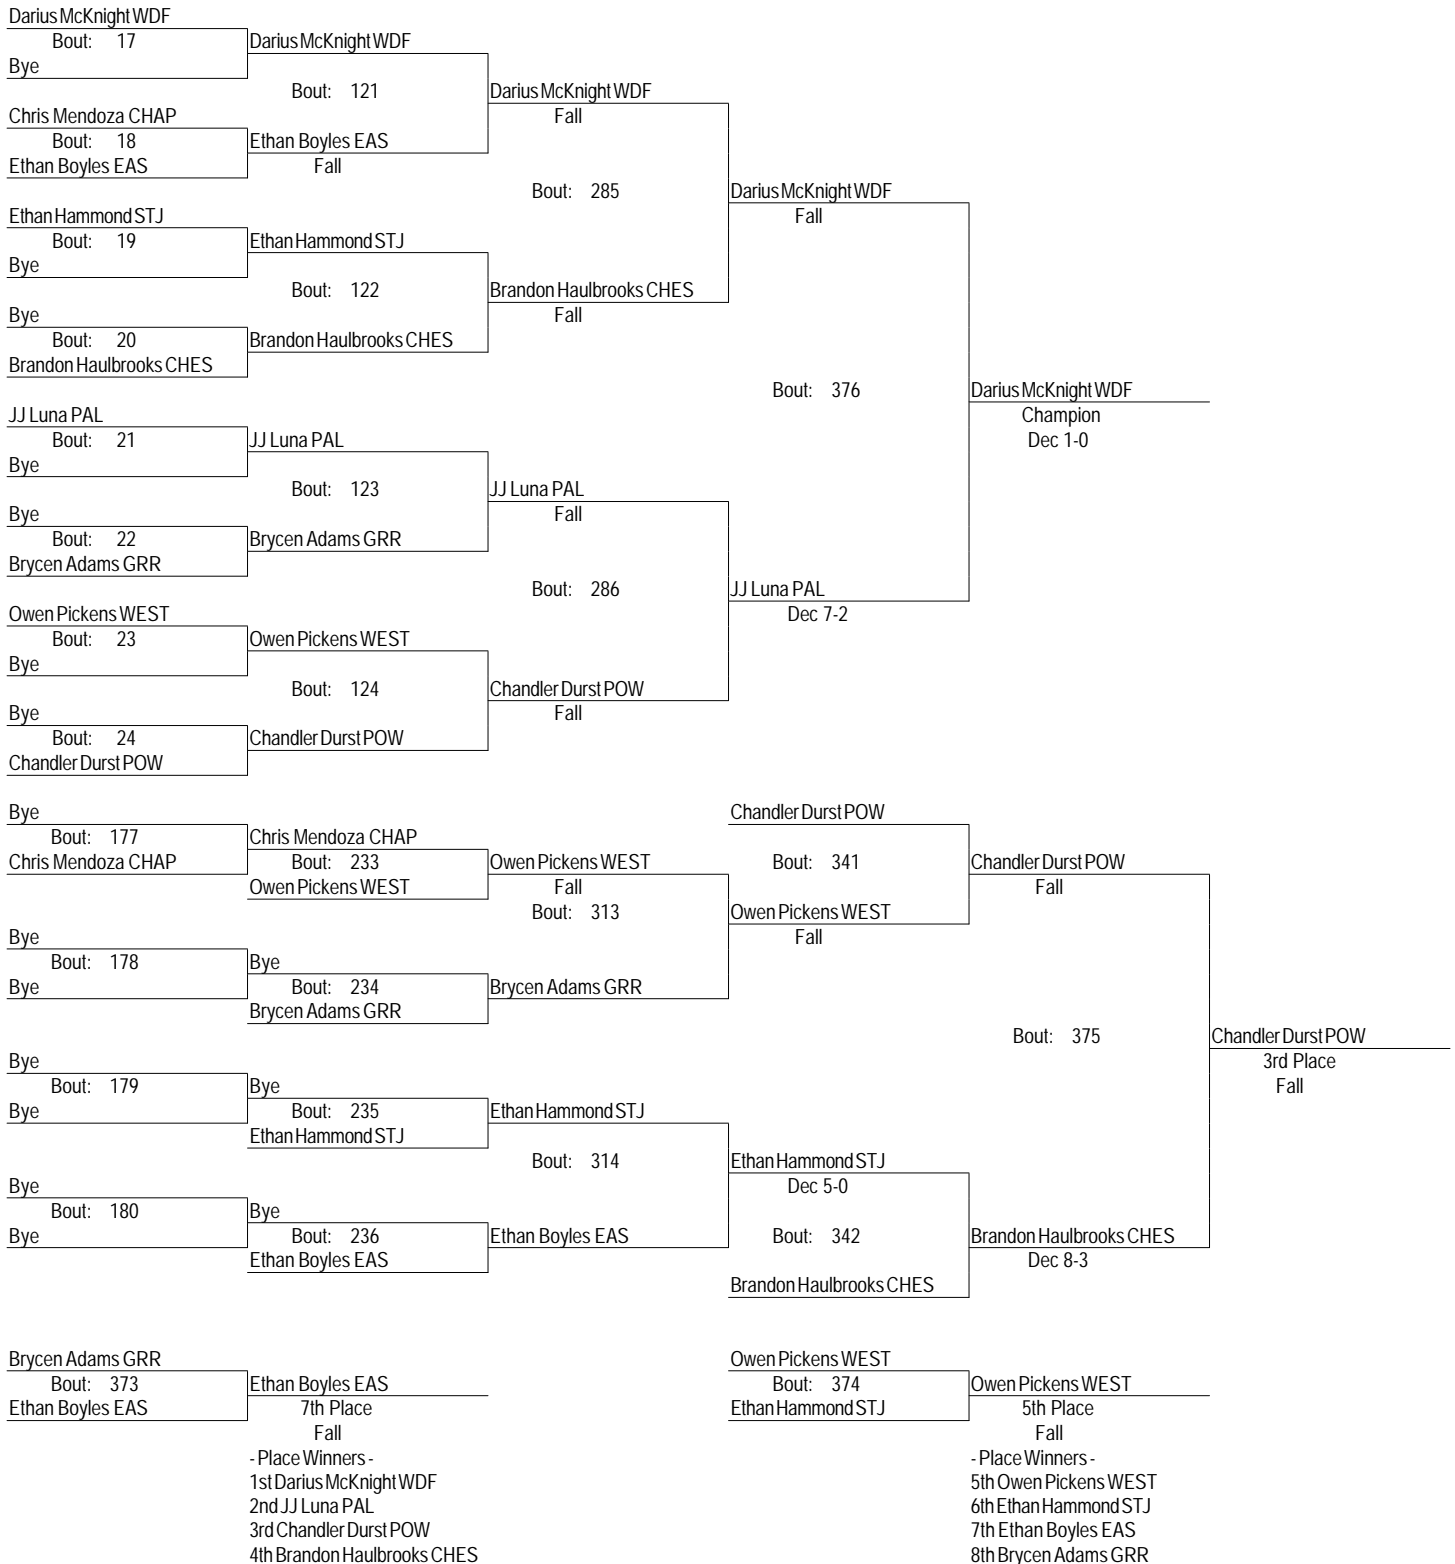 Darius McKnight WDF
Bout: 17 Darius McKnight WDF
Bye
Bout: 121 Darius McKnight WDF
Chris Mendoza CHAP Fall
Bout: 18 Ethan Boyles EAS
Ethan Boyles EAS Fall
Bout: 285 Darius McKnight WDF
Ethan Hammond STJ Fall
Bout: 19 Ethan Hammond STJ
Bye
Bout: 122 Brandon Haulbrooks CHES
Bye Fall
Bout: 20 Brandon Haulbrooks CHES
Brandon Haulbrooks CHES
Bout: 376 Darius McKnight WDF
JJ Luna PAL Champion
Bout: 21 JJ Luna PAL Dec 1-0
Bye
Bout: 123 JJ Luna PAL
Bye Fall
Bout: 22 Brycen Adams GRR
Brycen Adams GRR
Bout: 286 JJ Luna PAL
Owen Pickens WEST Dec 7-2
Bout: 23 Owen Pickens WEST
Bye
Bout: 124 Chandler Durst POW
Bye Fall
Bout: 24 Chandler Durst POW
Chandler Durst POW
Bye Chandler Durst POW
Bout: 177 Chris Mendoza CHAP
Chris Mendoza CHAP Bout: 233 Owen Pickens WEST Bout: 341 Chandler Durst POW
Owen Pickens WEST Fall Fall
Bout: 313 Owen Pickens WEST
Bye Fall
Bout: 178 Bye
Bye Bout: 234 Brycen Adams GRR
Brycen Adams GRR
Bout: 375 Chandler Durst POW
Bye 3rd Place
Bout: 179 Bye Fall
Bye Bout: 235 Ethan Hammond STJ
Ethan Hammond STJ
Bout: 314 Ethan Hammond STJ
Bye Dec 5-0
Bout: 180 Bye
Bye Bout: 236 Ethan Boyles EAS Bout: 342 Brandon Haulbrooks CHES
Ethan Boyles EAS Dec 8-3
Brandon Haulbrooks CHES
Brycen Adams GRR Owen Pickens WEST
Bout: 373 Ethan Boyles EAS Bout: 374 Owen Pickens WEST
Ethan Boyles EAS 7th Place Ethan Hammond STJ 5th Place
Fall Fall
- Place Winners - - Place Winners -
1st Darius McKnight WDF 5th Owen Pickens WEST
2nd JJ Luna PAL 6th Ethan Hammond STJ
3rd Chandler Durst POW 7th Ethan Boyles EAS
4th Brandon Haulbrooks CHES 8th Brycen Adams GRR